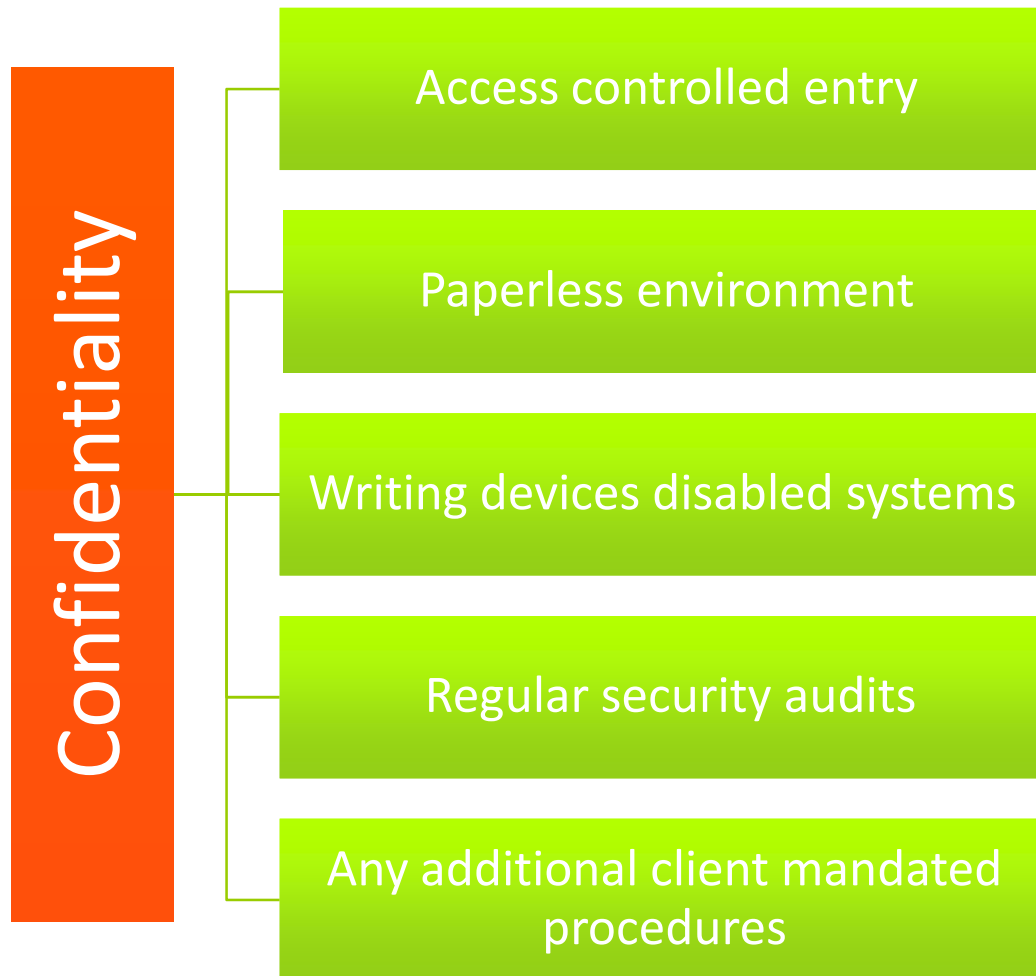 Confidentiality
Access controlled entry
Paperless environment
Writing devices disabled systems
Regular security audits
Any additional client mandated
procedures